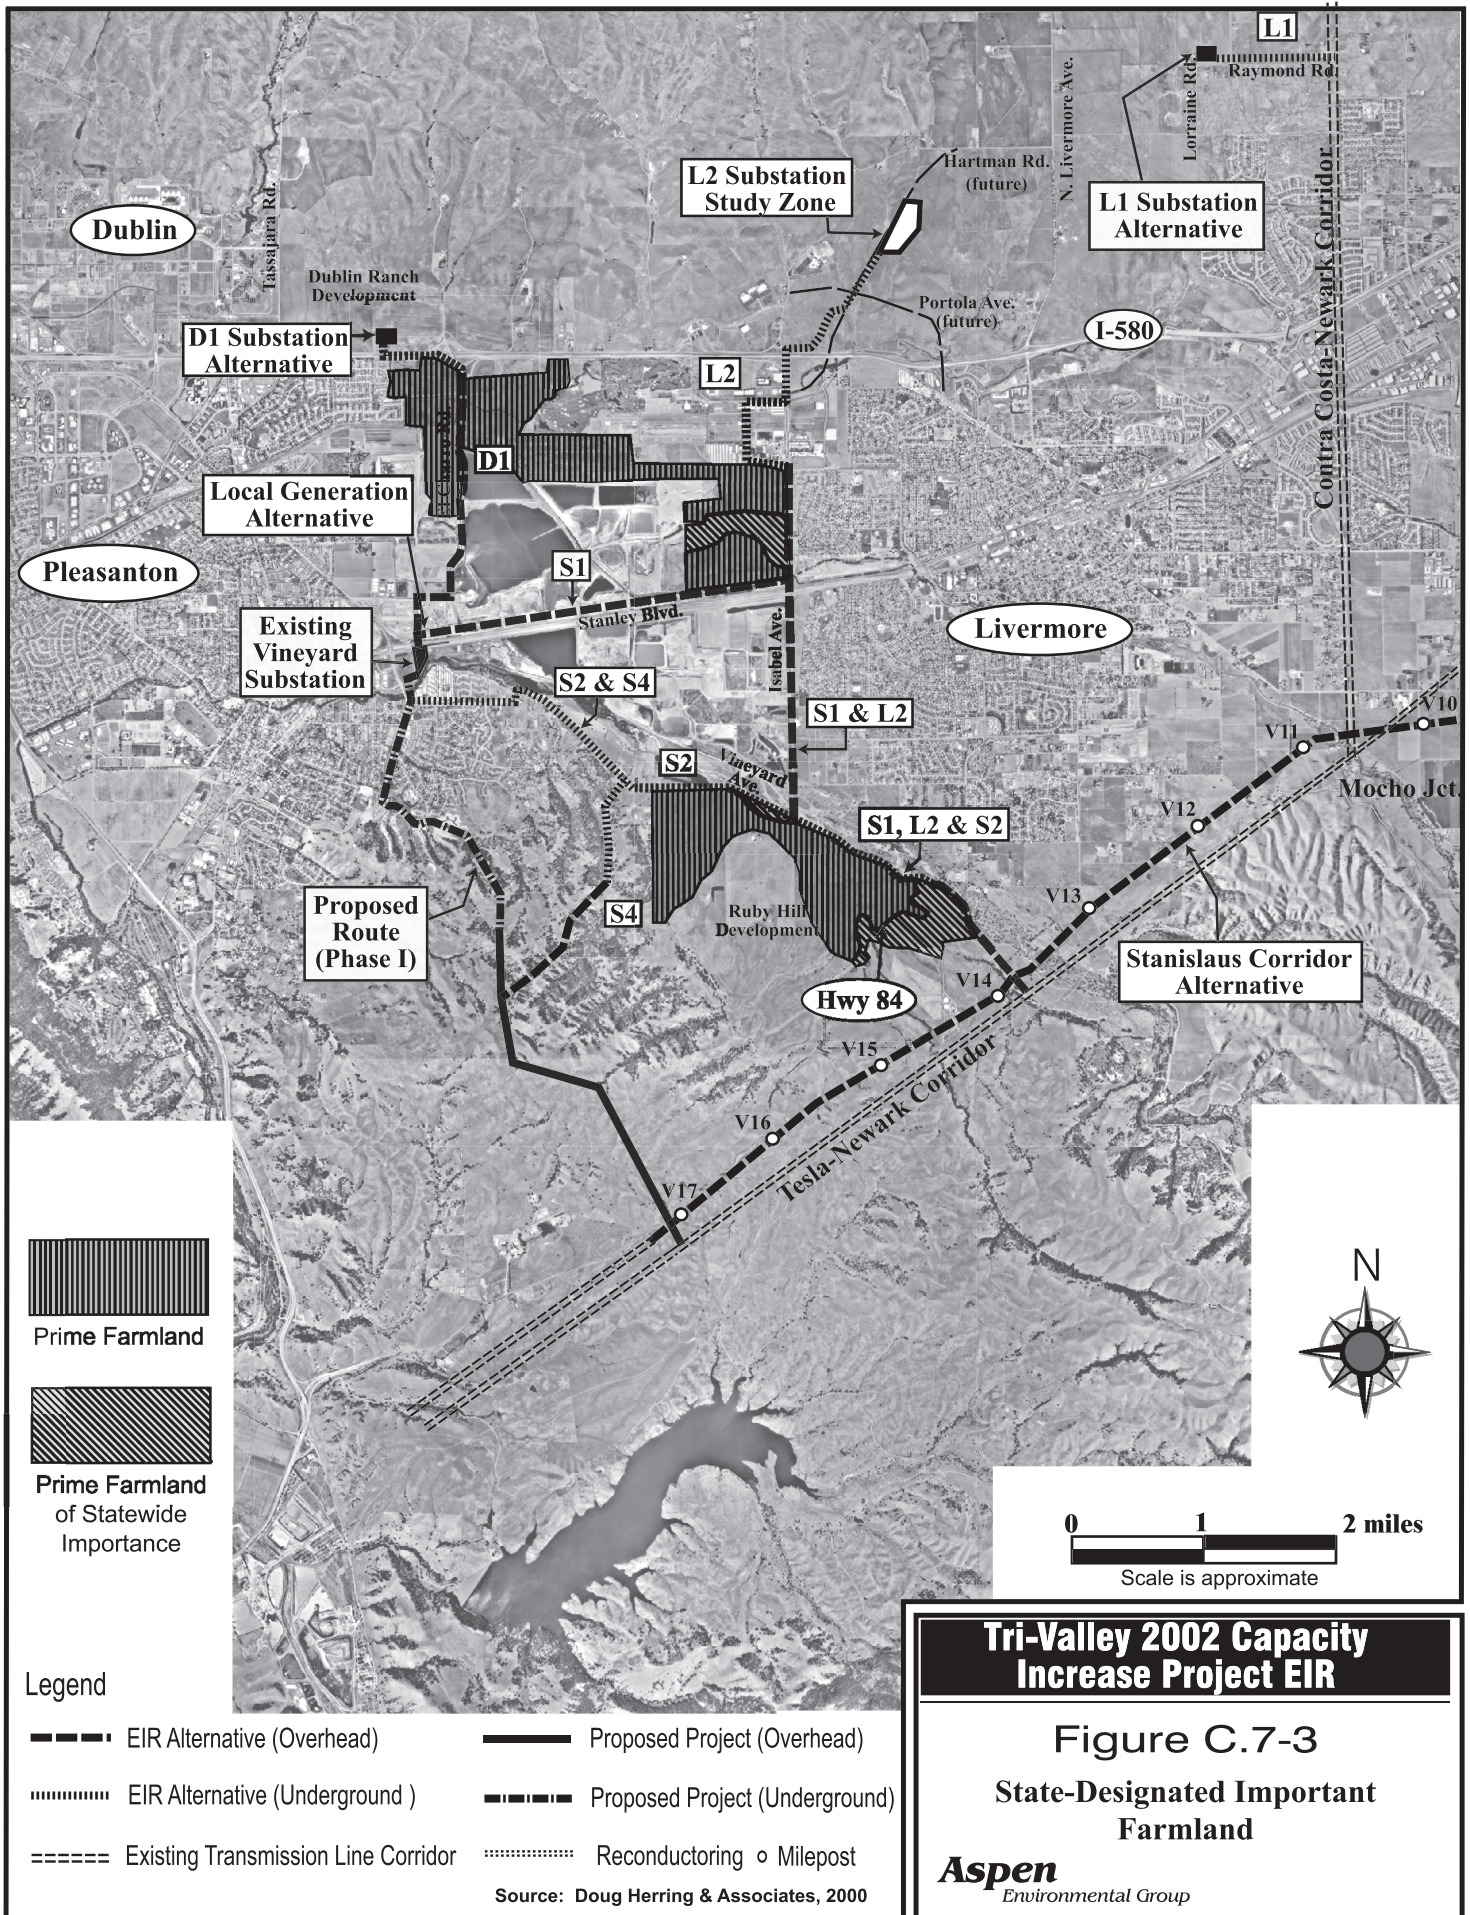 L1
Raymond Rd.
Lorraine Rd.
N. Livermore Ave.
Hartman Rd.
(future)
L2 Substation
Study Zone
L1 Substation
Alternative
Contra Costa-Newark Corridor
Dublin
Tassajara Rd.
Dublin Ranch
Development
Portola Ave.
(future)
I-580
D1 Substation
Alternative
L2
D1
Local Generation
Alternative
Pleasanton
S1
Stanley Blvd.
Isabel Ave.
Livermore
Existing
Vineyard
Substation
S2 & S4
S1 & L2
V10
V11
Mocho Jct.
S2
Vineyard
Ave.
V12
S1, L2 & S2
V13
Proposed
Route
(Phase I)
S4
Ruby Hill
Development
Stanislaus Corridor
Alternative
V14
Hwy 84
V15
Tesla-Newark Corridor
V16
V17
Prime Farmland
Prime Farmland
of Statewide
Importance
N
0 1 2 miles
Scale is approximate
Legend
EIR Alternative (Overhead)
Proposed Project (Overhead)
EIR Alternative (Underground )
Proposed Project (Underground)
Existing Transmission Line Corridor
Reconductoring
Milepost
Source: Doug Herring & Associates, 2000
Tri-Valley 2002 Capacity
Increase Project EIR
Figure C.7-3
State-Designated Important
Farmland
Aspen
Environmental Group